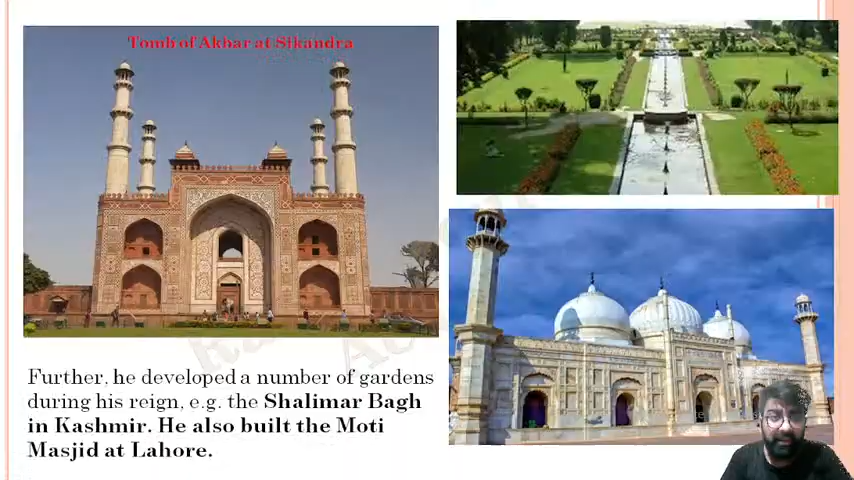 Tomb of Akbar at Sikandra
Further, he developed a number of gardens
during his reign, e.g. the Shalimar Bagh
in Kashmir. He also built the Moti
Masjid at Lahore.